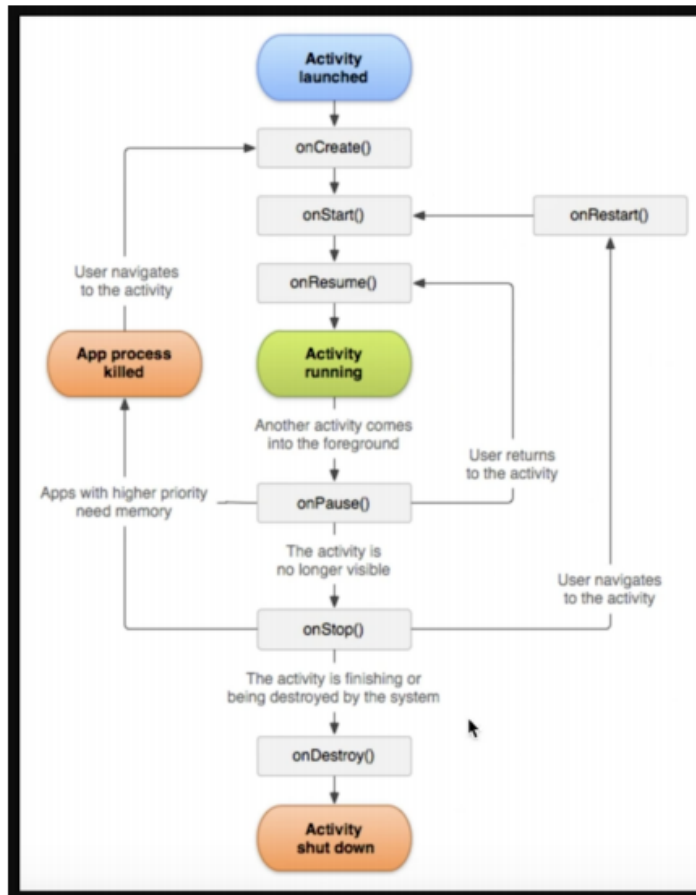 Activity
launched
onCreate()
onStart()
onRestart()
onResume()
User navigates
to the activity
App process
killed
Activity
running
Another activity comes
into the foreground
User returns
to the activity
Apps with higher priority
need memory
onPause()
The activity is
no longer visible
User navigates
to the activity
onStop()
The activity is finishing or
being destroyed by the system
onDestroy()
Activity
shut down